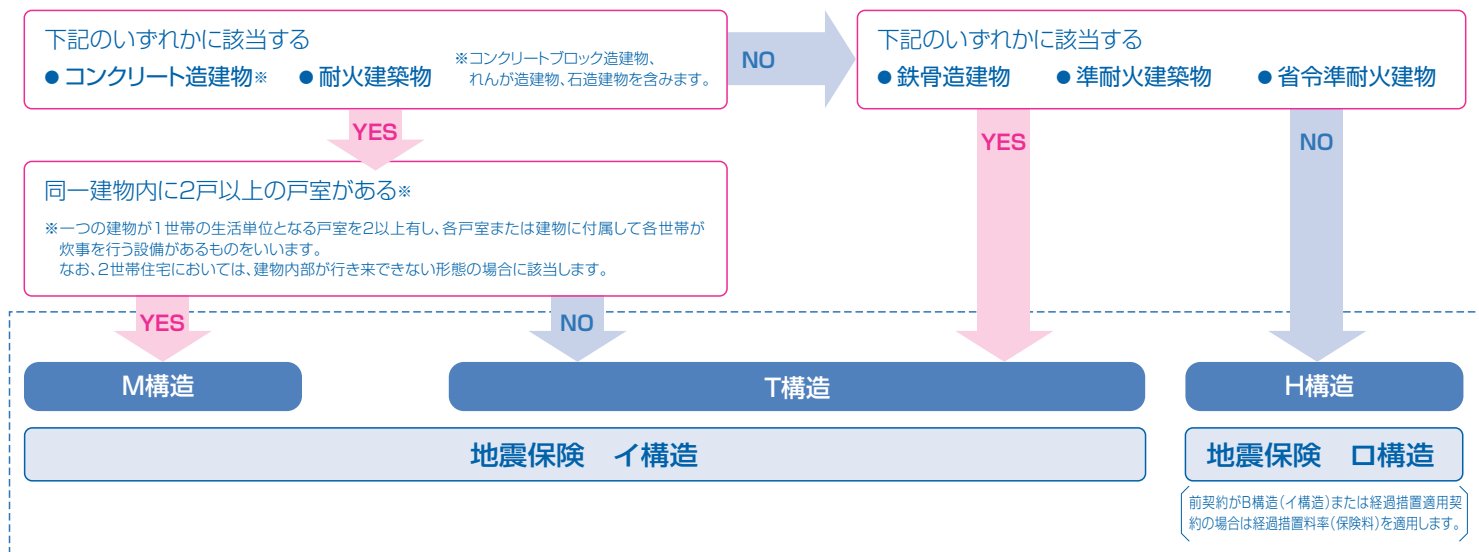 下記のいずれかに該当する
●コンクリート造建物※ ●耐火建築物
※コンクリートブロック造建物、
れんが造建物、石造建物を含みます。
NO
下記のいずれかに該当する
●鉄骨造建物 ●準耐火建築物 ●省令準耐火建物
YES
YES
NO
同一建物内に2戸以上の戸室がある※
※一つの建物が1世帯の生活単位となる戸室を2以上有し、各戸室または建物に付属して各世帯が
炊事を行う設備があるものをいいます。
なお、2世帯住宅においては、建物内部が行き来できない形態の場合に該当します。
YES
NO
M構造
T構造
H構造
地震保険 イ構造
地震保険 ロ構造
前契約がB構造(イ構造)または経過措置適用契
約の場合は経過措置料率(保険料)を適用します。